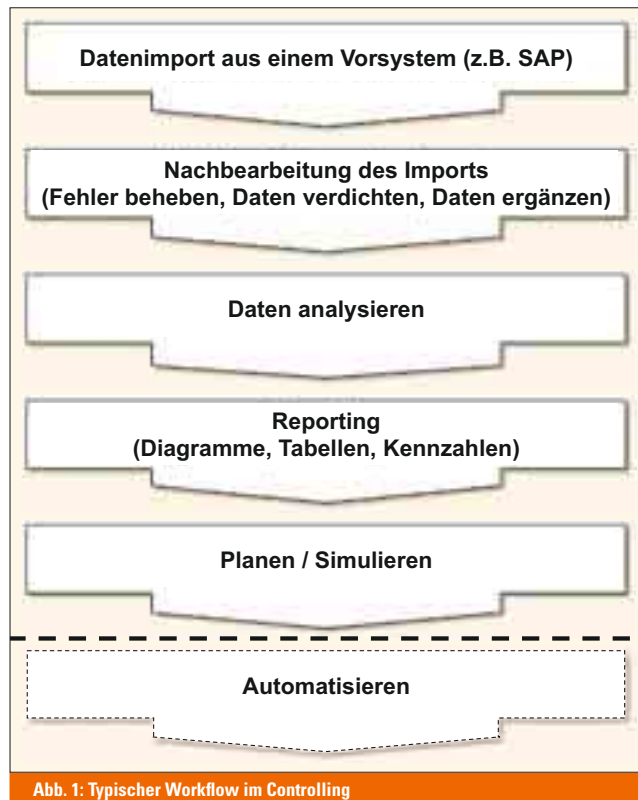 Datenimport aus einem Vorsystem (z.B. SAP)
Nachbearbeitung des Imports
(Fehler beheben, Daten verdichten, Daten ergänzen)
Daten analysieren
Reporting
(Diagramme, Tabellen, Kennzahlen)
Planen / Simulieren
Automatisieren
Abb. 1: Typischer Workflow im Controlling